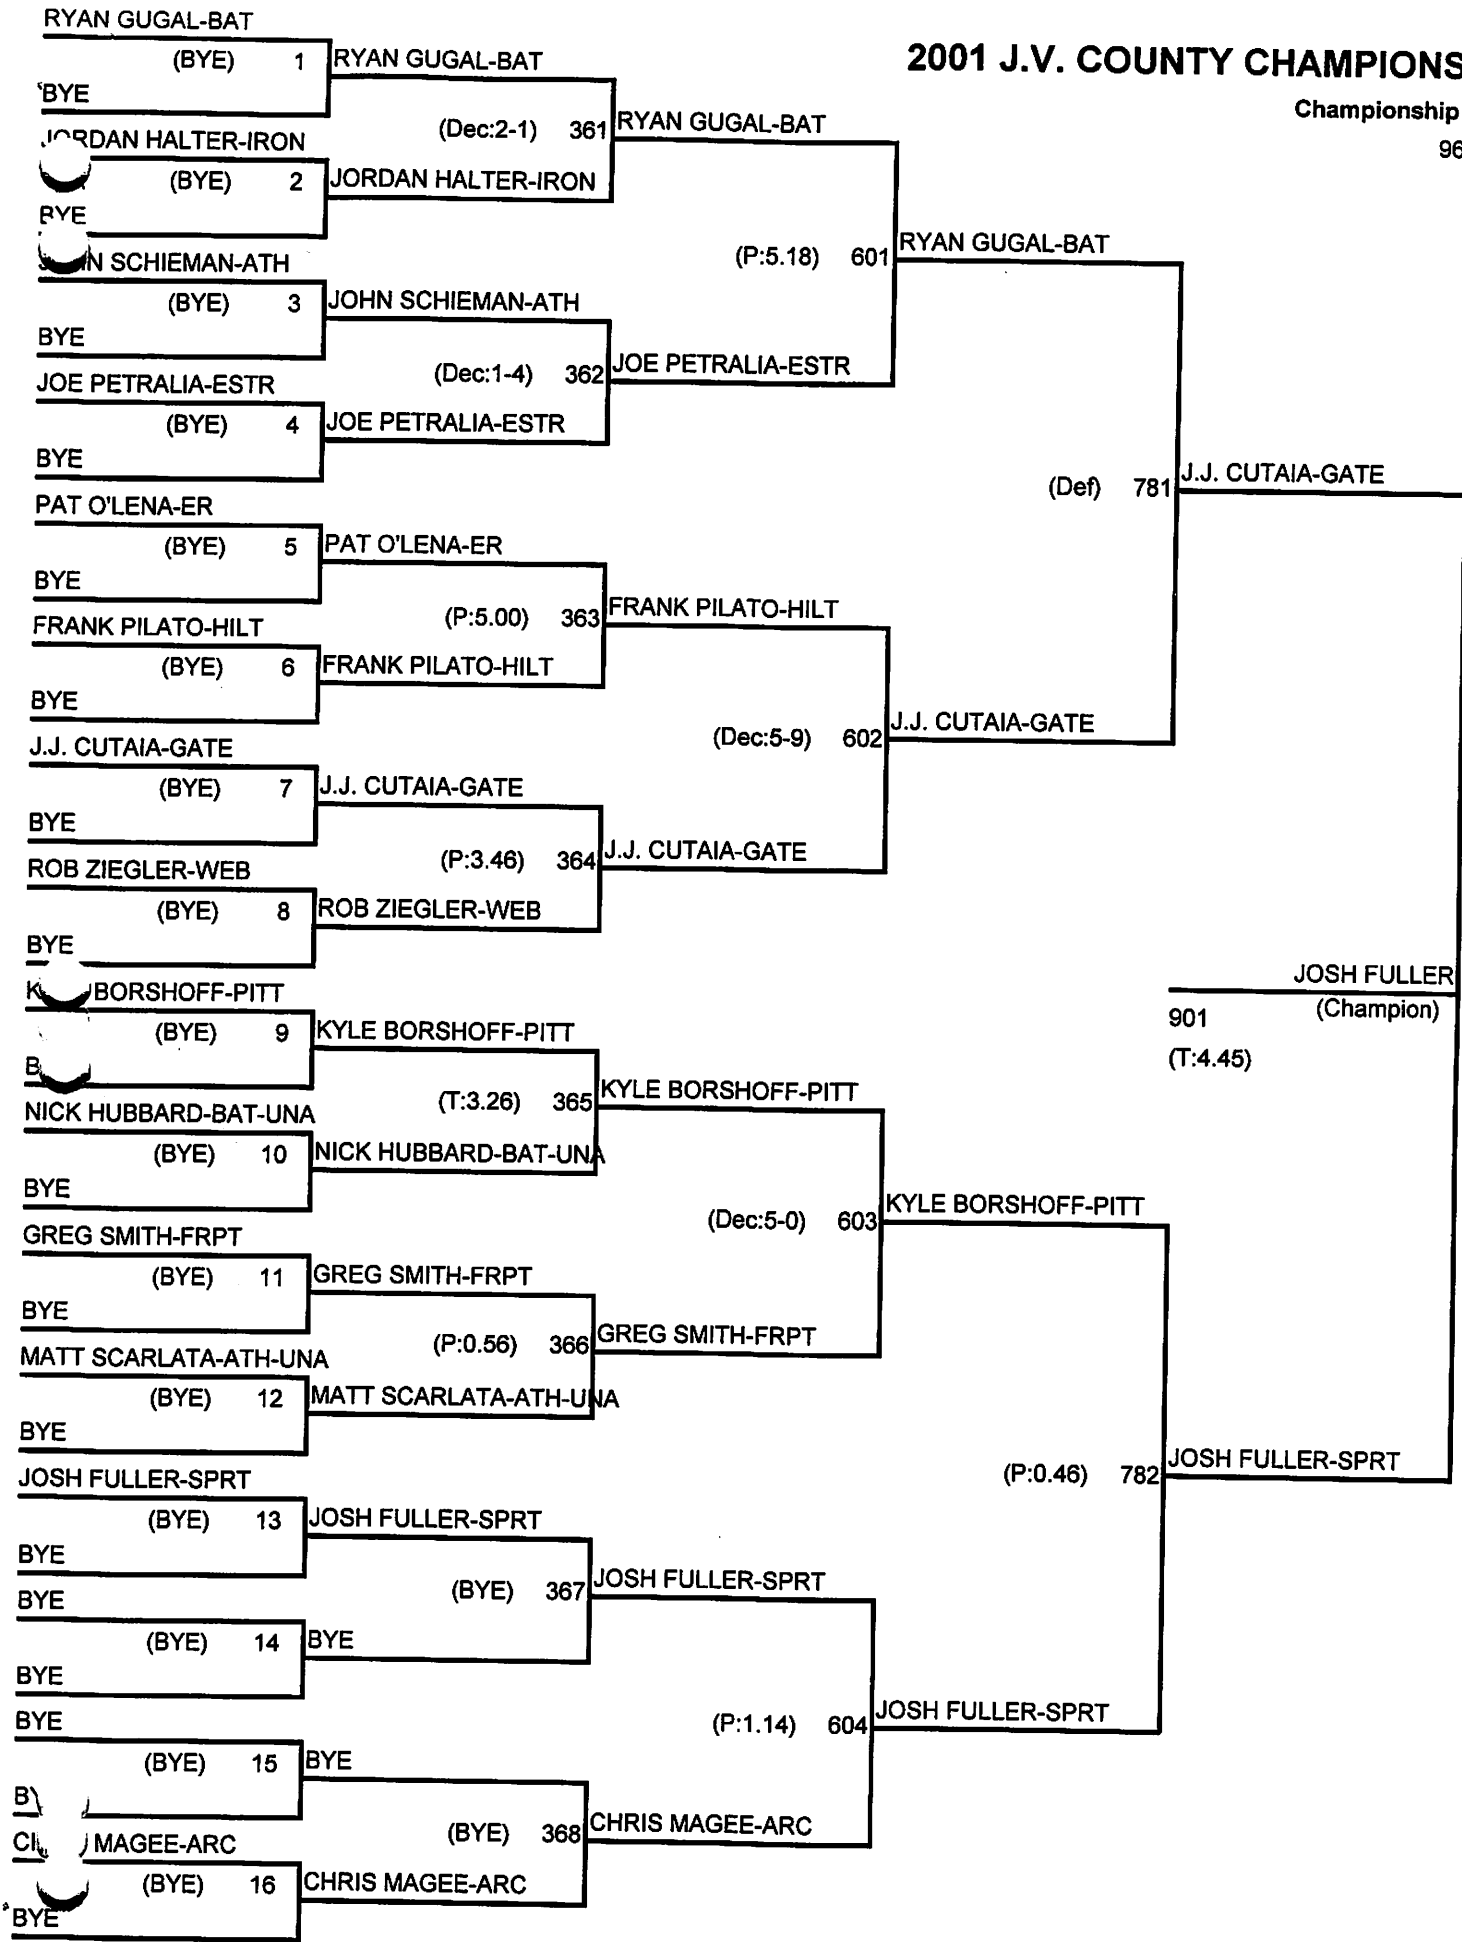 2001 J.V. COUNTY CHAMPIONS
Championship
96
RYAN GUGAL-BAT
(BYE) 1
BYE
RYAN GUGAL-BAT
JORDAN HALTER-IRON
(BYE) 2
BYE
JORDAN HALTER-IRON
(Dec:2-1) 361
RYAN GUGAL-BAT
SCHIEMAN-ATH
(BYE) 3
BYE
JOHN SCHIEMAN-ATH
JOE PETRALIA-ESTR
(BYE) 4
BYE
JOE PETRALIA-ESTR
(Dec:1-4) 362
JOE PETRALIA-ESTR
(P:5.18) 601
RYAN GUGAL-BAT
PAT O'LENA-ER
(BYE) 5
BYE
PAT O'LENA-ER
FRANK PILATO-HILT
(BYE) 6
BYE
FRANK PILATO-HILT
(P:5.00) 363
FRANK PILATO-HILT
J.J. CUTAIA-GATE
(BYE) 7
BYE
J.J. CUTAIA-GATE
ROB ZIEGLER-WEB
(BYE) 8
BYE
ROB ZIEGLER-WEB
(P:3.46) 364
J.J. CUTAIA-GATE
(Dec:5-9) 602
J.J. CUTAIA-GATE
(Def) 781
J.J. CUTAIA-GATE
BORSHOFF-PITT
(BYE) 9
KYLE BORSHOFF-PITT
NICK HUBBARD-BAT-UNA
(BYE) 10
BYE
NICK HUBBARD-BAT-UNA
(T:3.26) 365
KYLE BORSHOFF-PITT
GREG SMITH-FRPT
(BYE) 11
BYE
GREG SMITH-FRPT
MATT SCARLATA-ATH-UNA
(BYE) 12
BYE
MATT SCARLATA-ATH-UNA
(P:0.56) 366
GREG SMITH-FRPT
(Dec:5-0) 603
KYLE BORSHOFF-PITT
JOSH FULLER-SPRT
(BYE) 13
BYE
JOSH FULLER-SPRT
BYE
(BYE) 14
BYE
BYE
(BYE) 367
JOSH FULLER-SPRT
BYE
(BYE) 15
BYE
MAGEE-ARC
(BYE) 16
BYE
CHRIS MAGEE-ARC
(BYE) 368
CHRIS MAGEE-ARC
(P:1.14) 604
JOSH FULLER-SPRT
(P:0.46) 782
JOSH FULLER-SPRT
JOSH FULLER
901 (Champion)
(T:4.45)